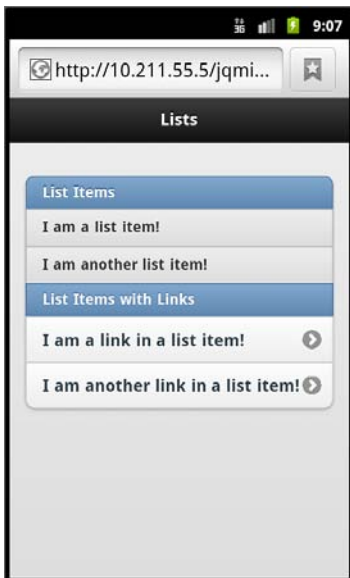 3G 9:07
http://10.211.55.5/jqmi...
Lists
List Items
I am a list item!
I am another list item!
List Items with Links
I am a link in a list item!
I am another link in a list item!